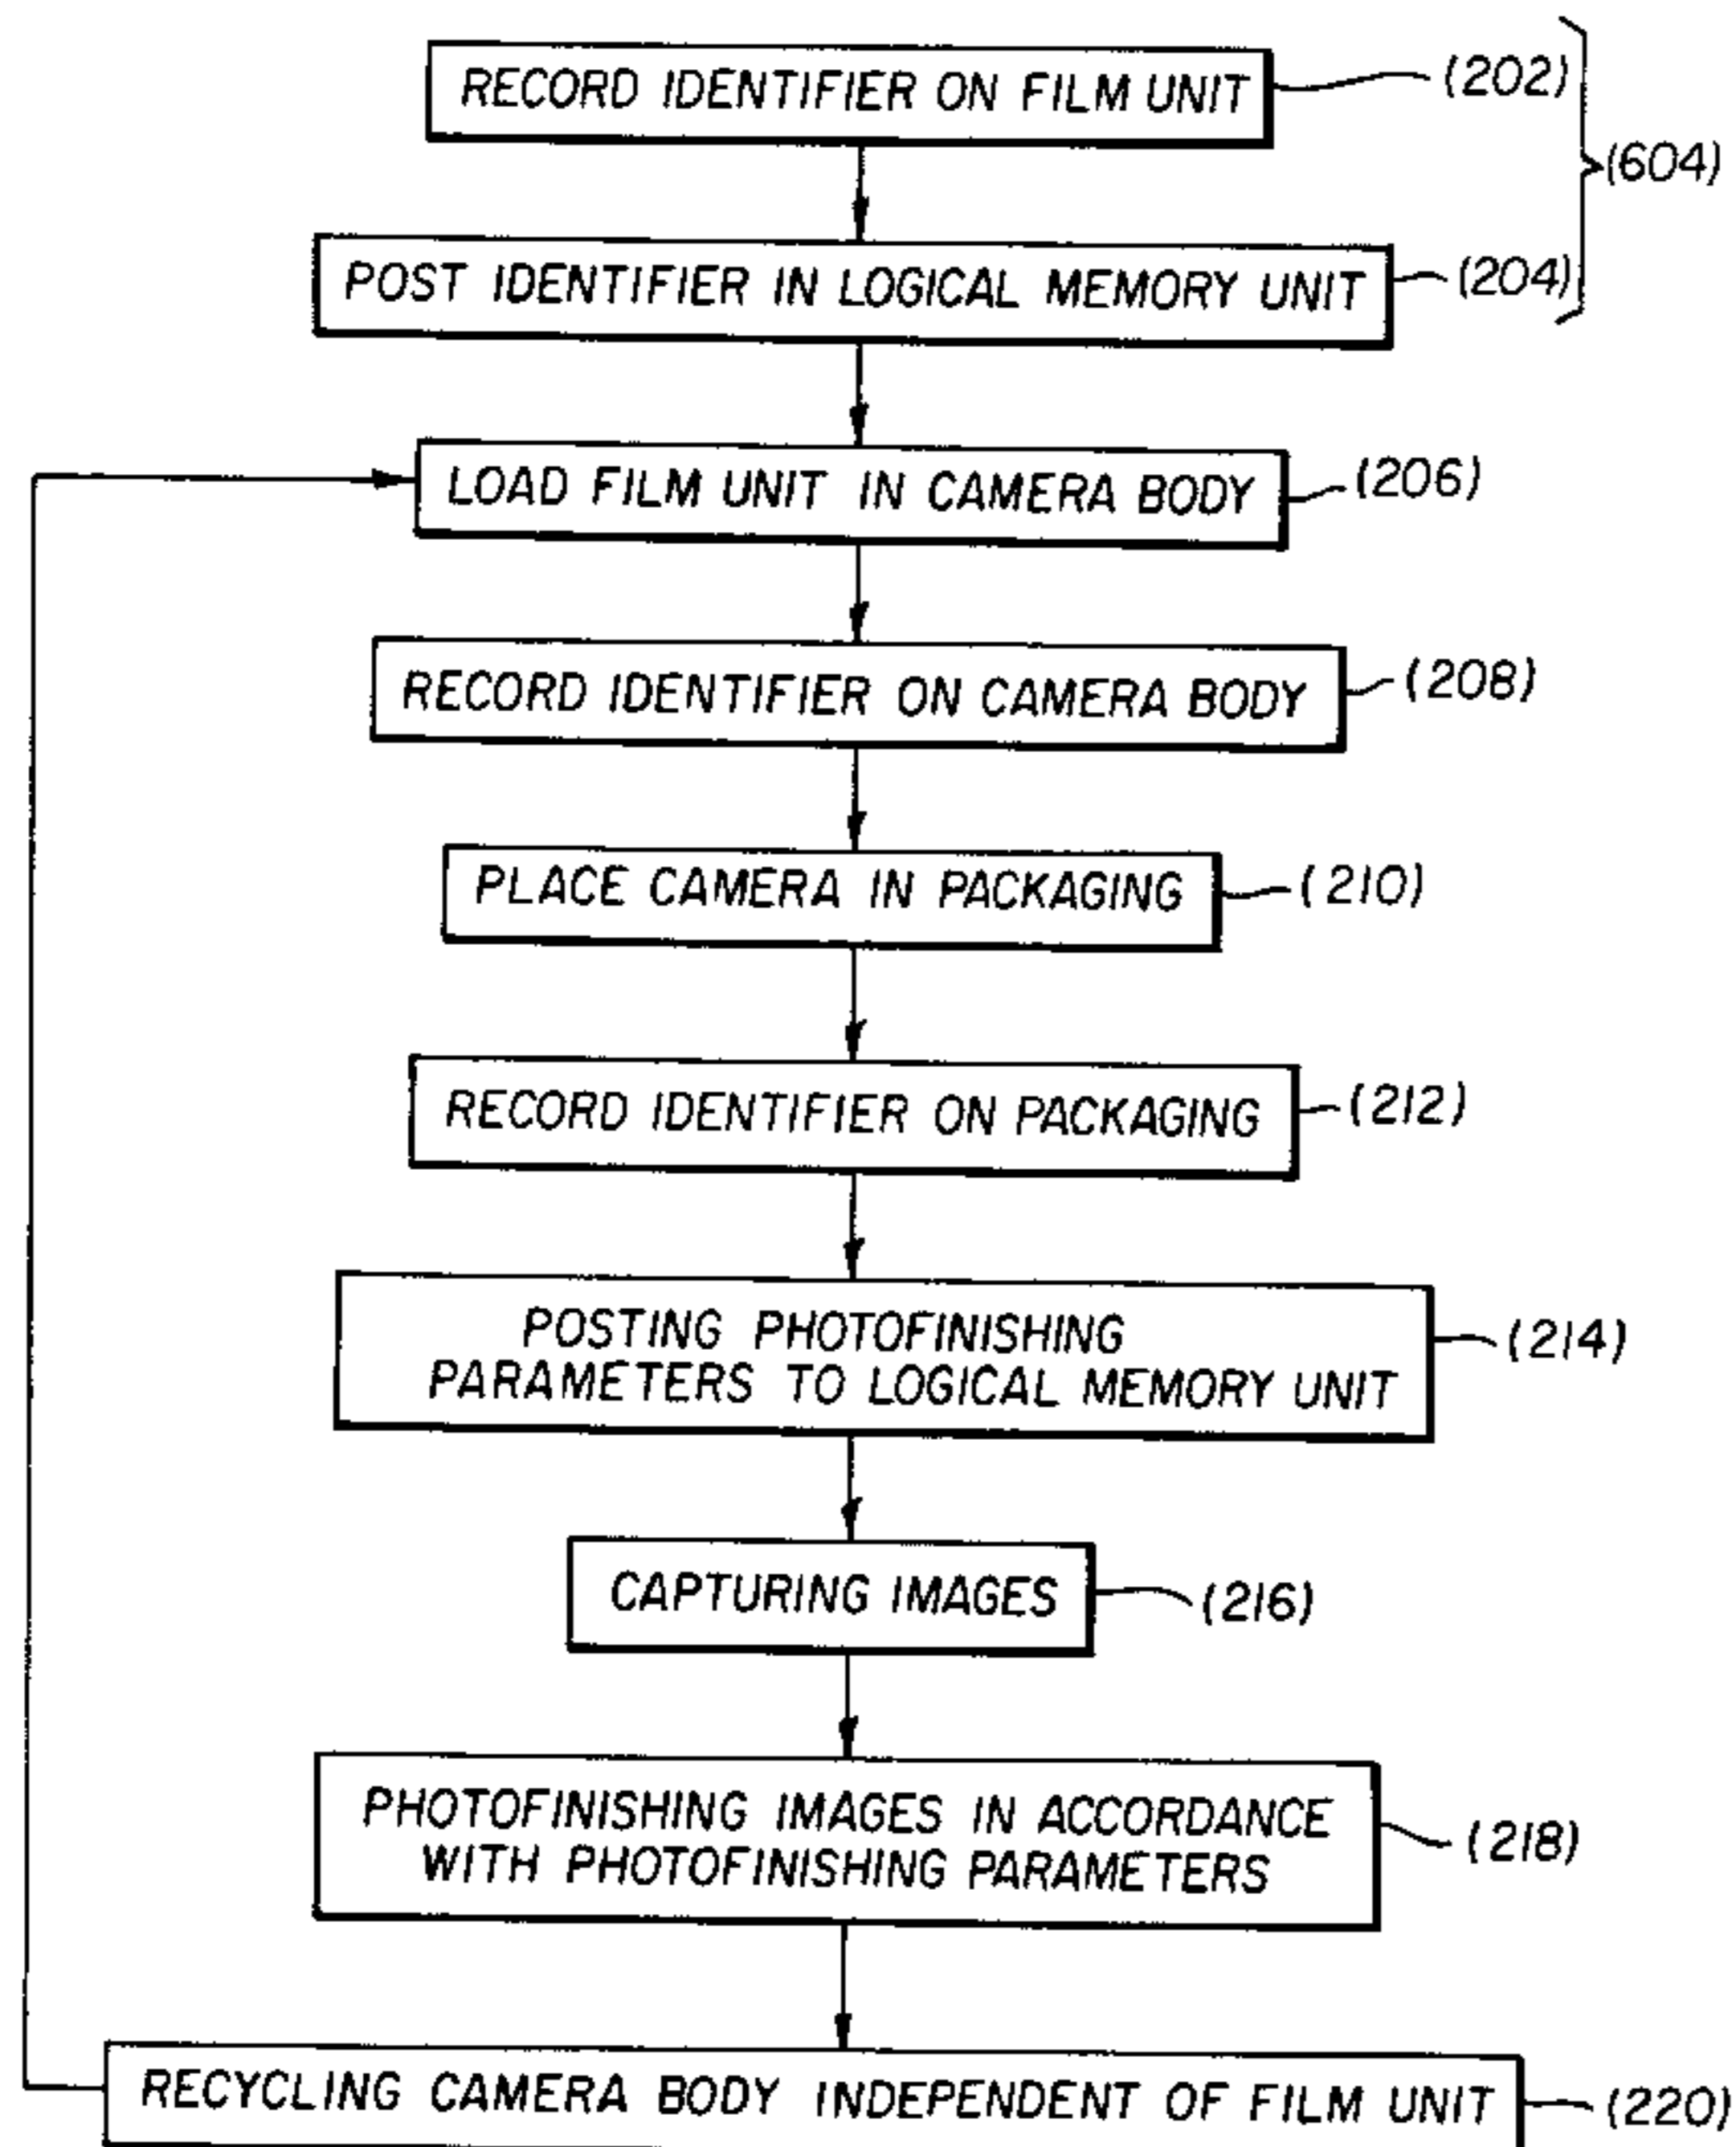 RECORD IDENTIFIER ON FILM UNIT (202)
(604)
POST IDENTIFIER IN LOGICAL MEMORY UNIT (204)
LOAD FILM UNIT IN CAMERA BODY (206)
RECORD IDENTIFIER ON CAMERA BODY (208)
PLACE CAMERA IN PACKAGING (210)
RECORD IDENTIFIER ON PACKAGING (212)
POSTING PHOTOFINISHING
PARAMETERS TO LOGICAL MEMORY UNIT (214)
CAPTURING IMAGES (216)
PHOTOFINISHING IMAGES IN ACCORDANCE
WITH PHOTOFINISHING PARAMETERS (218)
RECYCLING CAMERA BODY INDEPENDENT OF FILM UNIT (220)